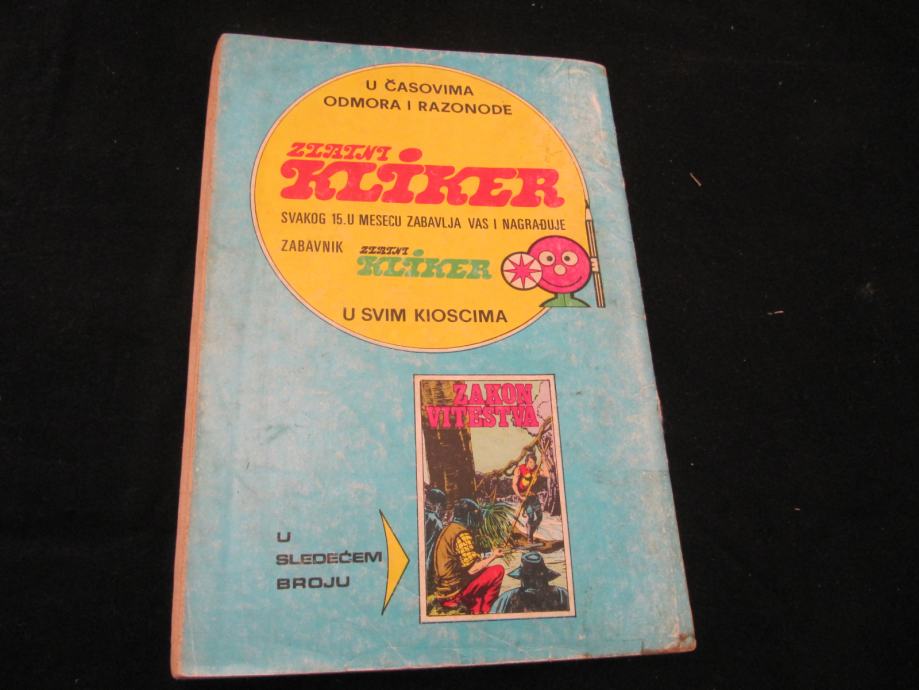 U ČASOVIMA
ODMORA I RAZONODE
ZLATNI
KLIKER
SVAKOG 15. U MESECU ZABAVLJA VAS I NAGRAĐUJE
ZABAVNIK ZLATNI
KLIKER
U SVIM KIOSCIMA
ZAKON
VITEŠTVA
U
SLEDEĆEM
BROJU